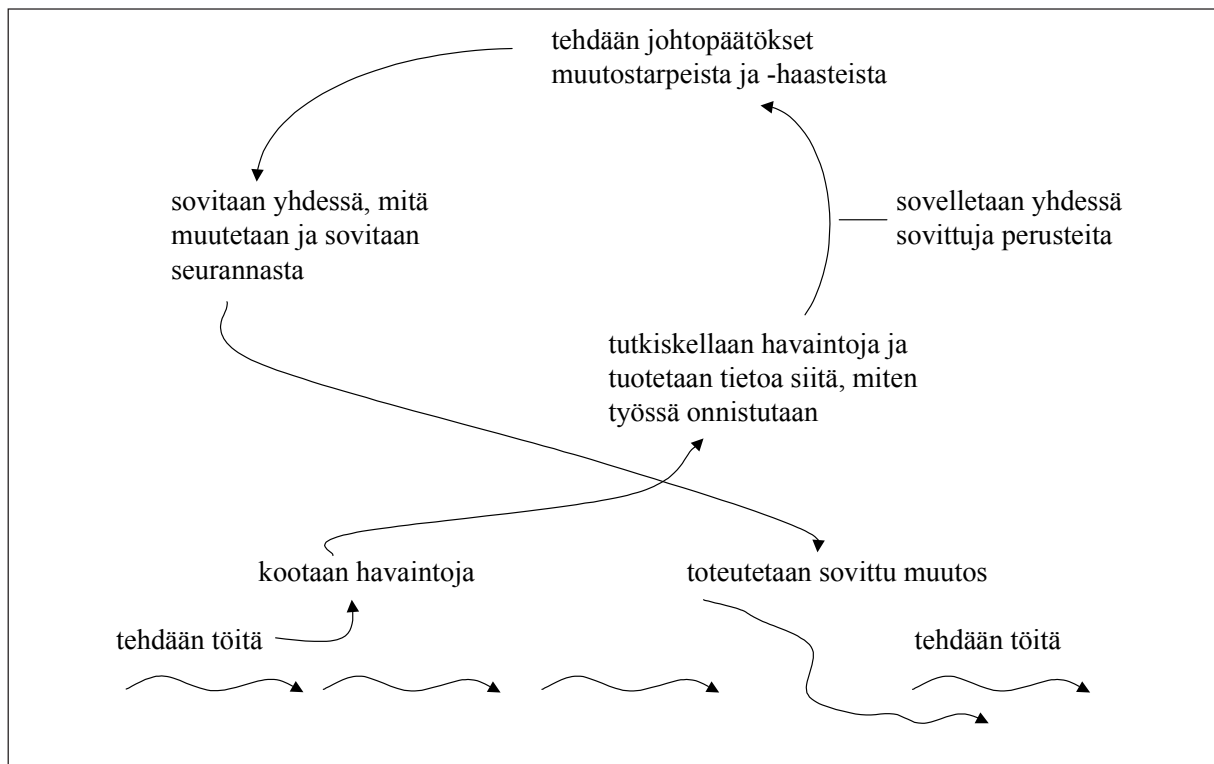 tehdään johtopäätökset
muutostarpeista ja -haasteista
sovitaan yhdessä, mitä
muutetaan ja sovitaan
seurannasta
sovelletaan yhdessä
sovittuja perusteita
tutkiskellaan havaintoja ja
tuotetaan tietoa siitä, miten
työssä onnistutaan
kootaan havaintoja
toteutetaan sovittu muutos
tehdään töitä
tehdään töitä